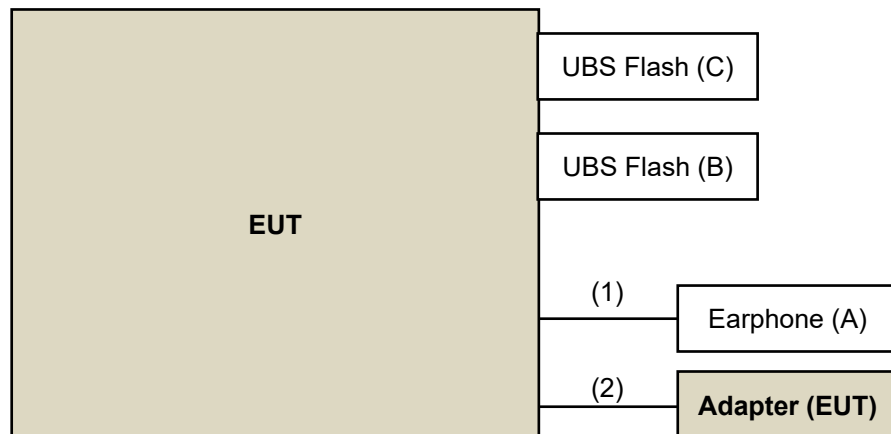 UBS Flash (C)
UBS Flash (B)
EUT
(1)
Earphone (A)
(2)
Adapter (EUT)